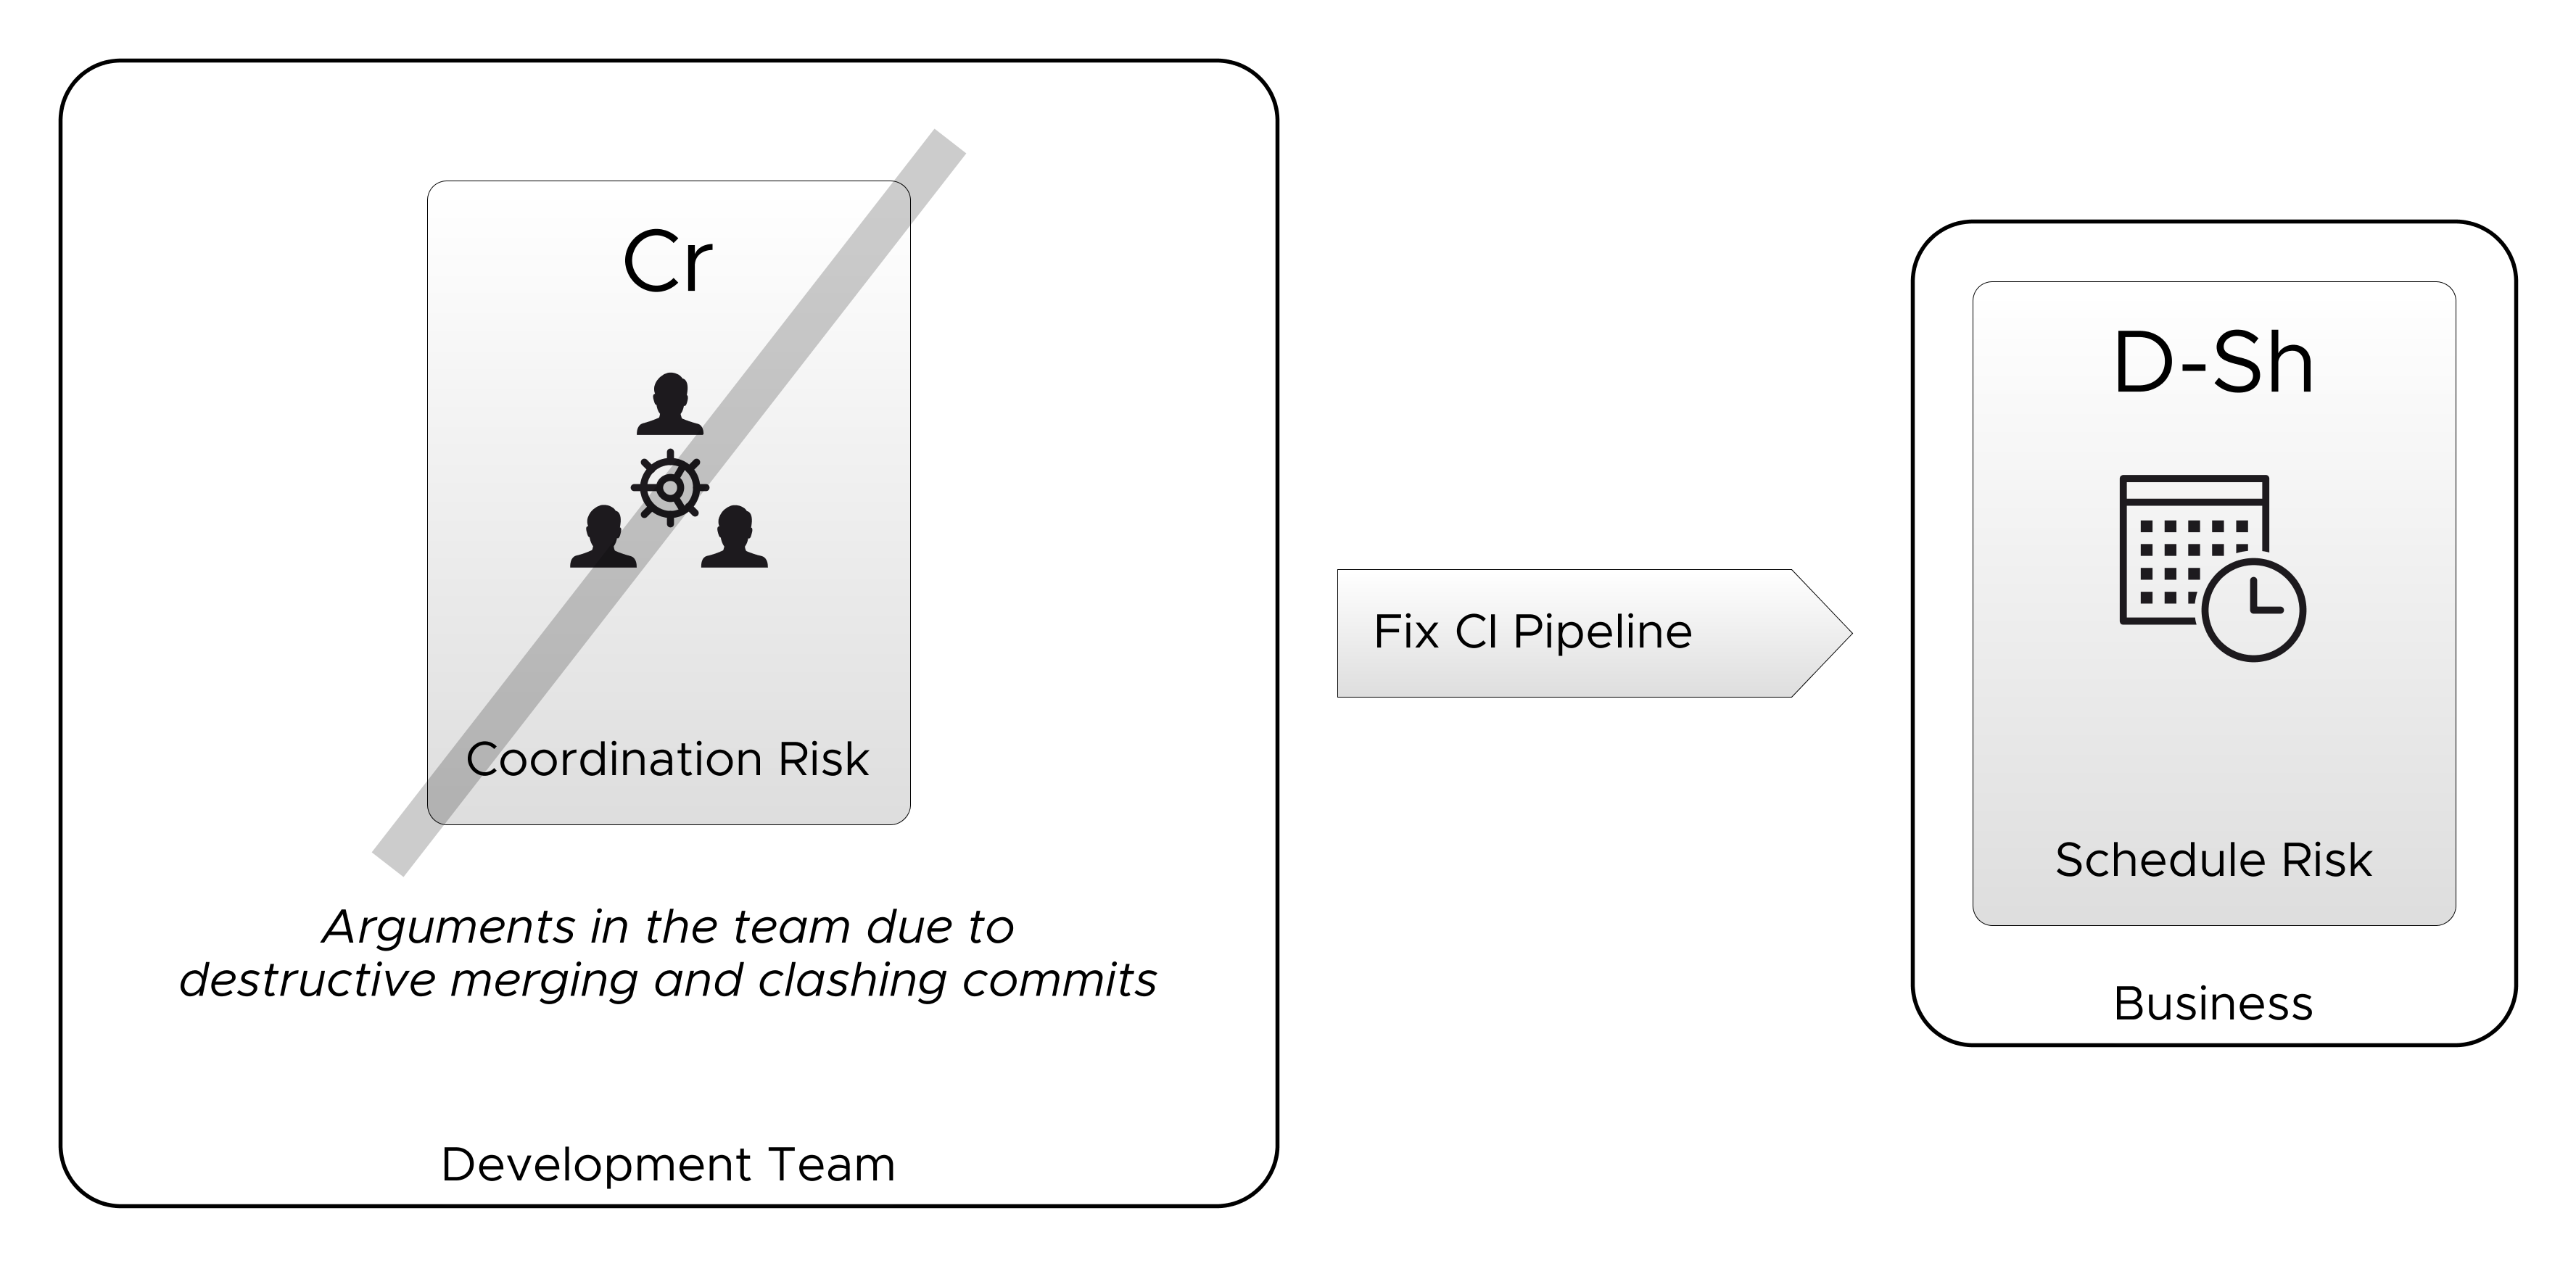 Cr
Coordination Risk
Arguments in the team due to
destructive merging and clashing commits
Development Team
Fix CI Pipeline
D-Sh
Schedule Risk
Business